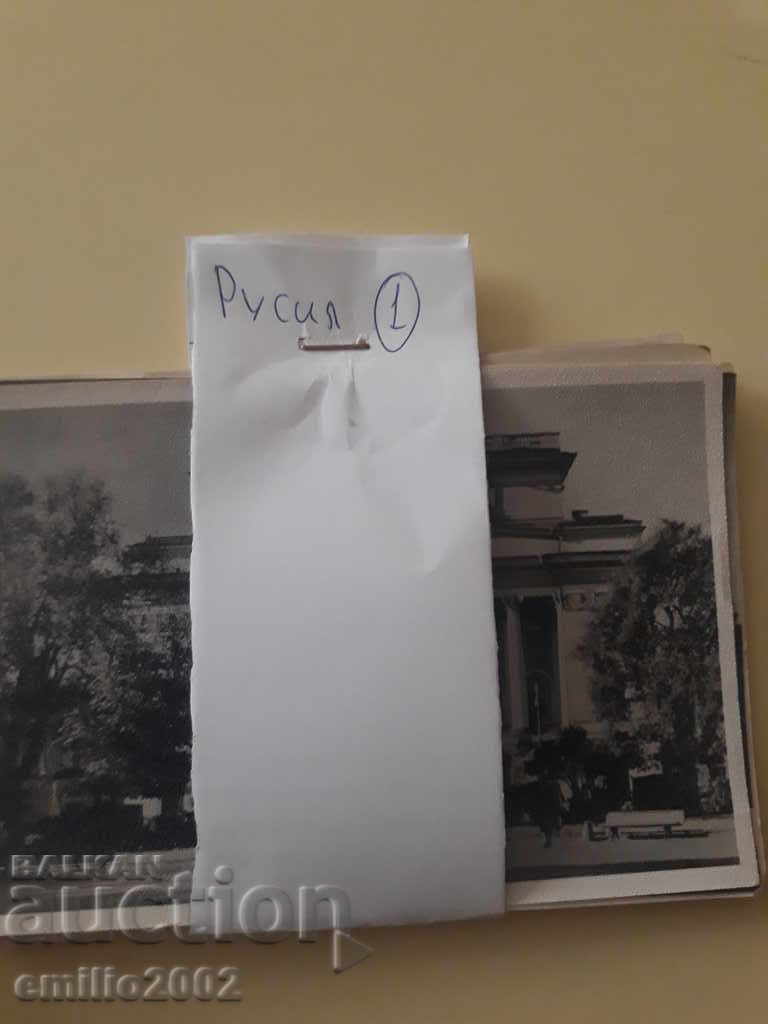 Русия 1
BALKAN
auction
emilio2002